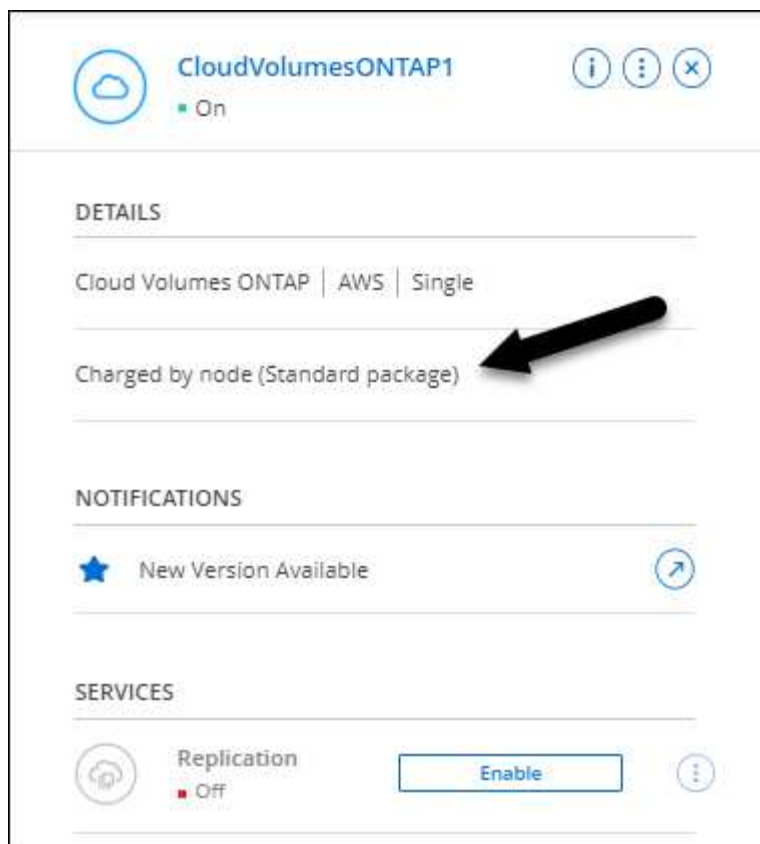 CloudVolumesONTAP1
On
DETAILS
Cloud Volumes ONTAP | AWS | Single
Charged by node (Standard package)
NOTIFICATIONS
New Version Available
SERVICES
Replication
Enable
Off